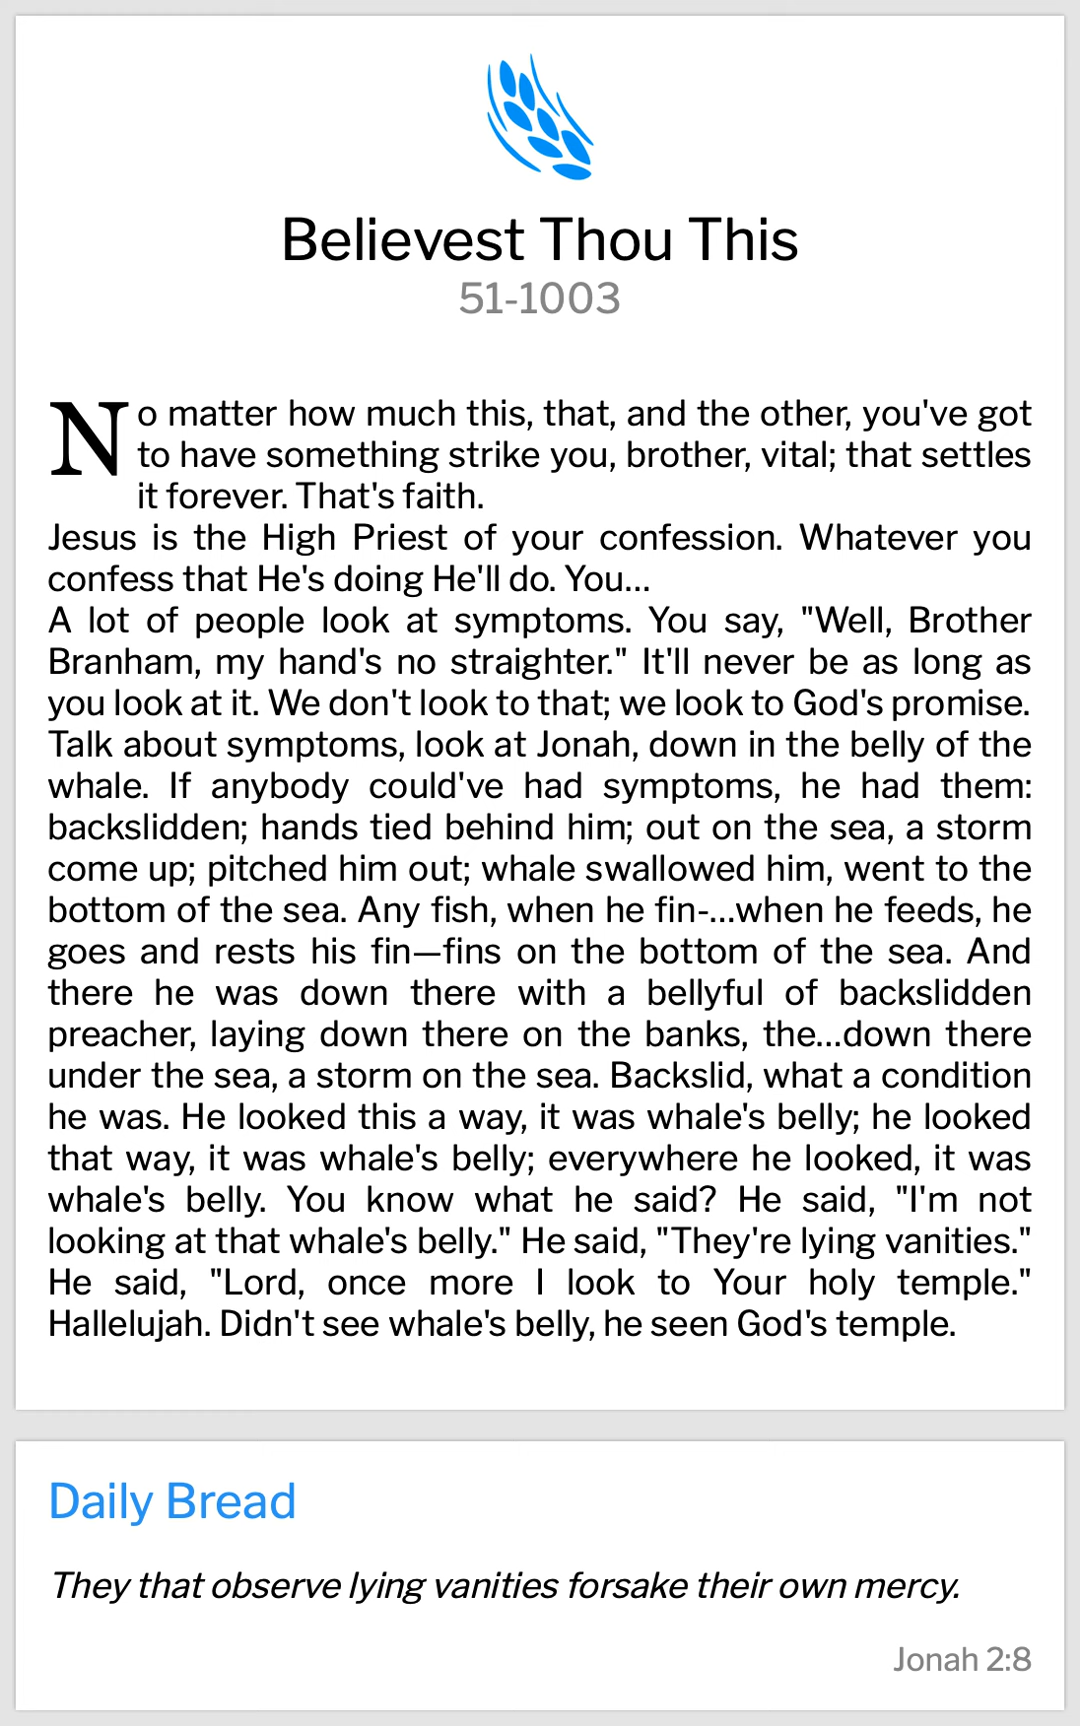 Believest Thou This
51-1003
No matter how much this, that, and the other, you've got
to have something strike you, brother, vital; that settles
it forever. That's faith.
Jesus is the High Priest of your confession. Whatever you
confess that He's doing He'll do. You...
A lot of people look at symptoms. You say, "Well, Brother
Branham, my hand's no straighter." It'll never be as long as
you look at it. We don't look to that; we look to God's promise.
Talk about symptoms, look at Jonah, down in the belly of the
whale. If anybody could've had symptoms, he had them:
backslidden; hands tied behind him; out on the sea, a storm
come up; pitched him out; whale swallowed him, went to the
bottom of the sea. Any fish, when he fin-...when he feeds, he
goes and rests his fin—fins on the bottom of the sea. And
there he was down there with a bellyful of backslidden
preacher, laying down there on the banks, the...down there
under the sea, a storm on the sea. Backslid, what a condition
he was. He looked this a way, it was whale's belly; he looked
that way, it was whale's belly; everywhere he looked, it was
whale's belly. You know what he said? He said, "I'm not
looking at that whale's belly." He said, "They're lying vanities."
He said, "Lord, once more I look to Your holy temple."
Hallelujah. Didn't see whale's belly, he seen God's temple.
Daily Bread
They that observe lying vanities forsake their own mercy.
Jonah 2:8